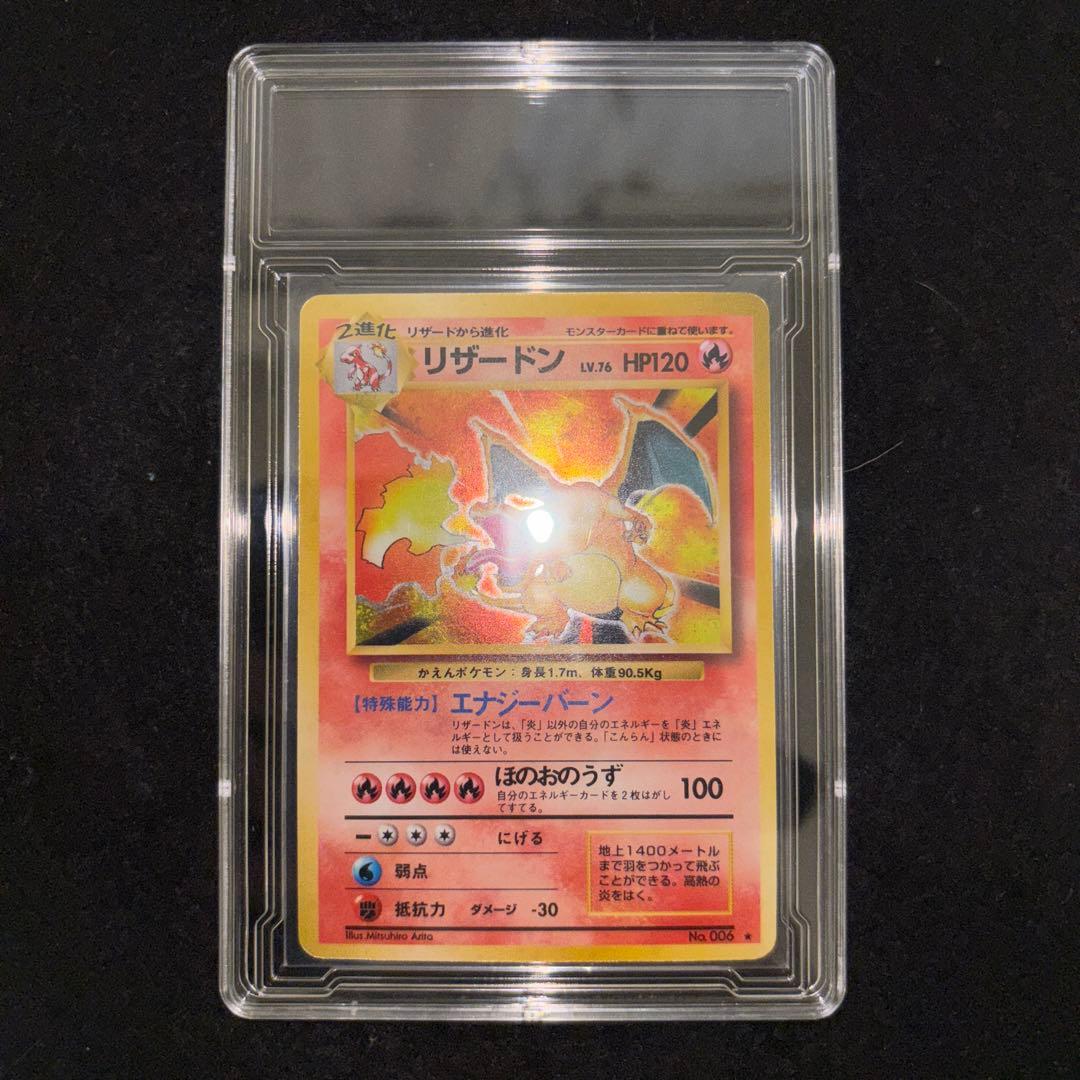 2進化 リザードから進化 モンスターカードに重ねて使います。
リザードン LV.76 HP120
かえんポケモン：身長1.7m、体重90.5Kg
【特殊能力】エナジーバーン
リザードンは、「炎」以外の自分のエネルギーを「炎」エネ
ルギーとして扱うことができる。「こんらん」状態のときに
は使えない。
ほのおのうず 100
自分のエネルギーカードを2枚はがし
てすてる。
ー にげる
弱点
抵抗力 ダメージ -30
地上1400メートル
まで羽をつかって飛ぶ
ことができる。高熱の
炎をはく。
Illus.Mitsuhiro Arita No.006 ★